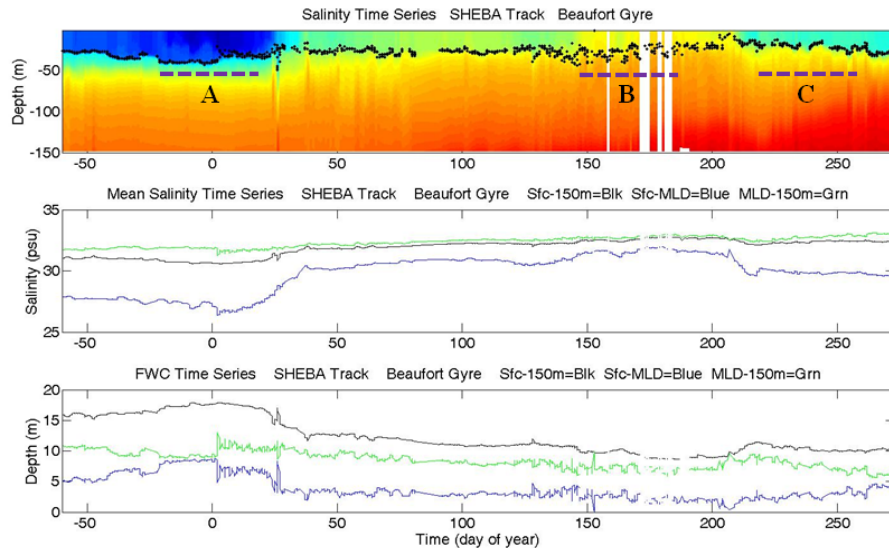 Salinity Time Series SHEBA Track Beaufort Gyre
Depth (m)
0
-50
-100
-150
A
B
C
-50 0 50 100 150 200 250
Mean Salinity Time Series SHEBA Track Beaufort Gyre Sfc-150m=Blk Sfc-MLD=Blue MLD-150m=Grn
Salinity (psu)
35
30
25
-50 0 50 100 150 200 250
FWC Time Series SHEBA Track Beaufort Gyre Sfc-150m=Blk Sfc-MLD=Blue MLD-150m=Grn
Depth (m)
20
15
10
5
0
-50 0 50 100 150 200 250
Time (day of year)